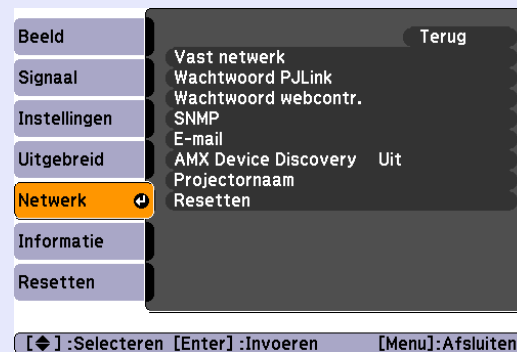 Beeld
Signaal
Instellingen
Uitgebreid
Netwerk
Informatie
Resetten
Terug
Vast netwerk
Wachtwoord PJLink
Wachtwoord webcontr.
SNMP
E-mail
AMX Device Discovery Uit
Projectornaam
Resetten
[◆] :Selecteren [Enter] :Invoeren [Menu]:Afsluiten